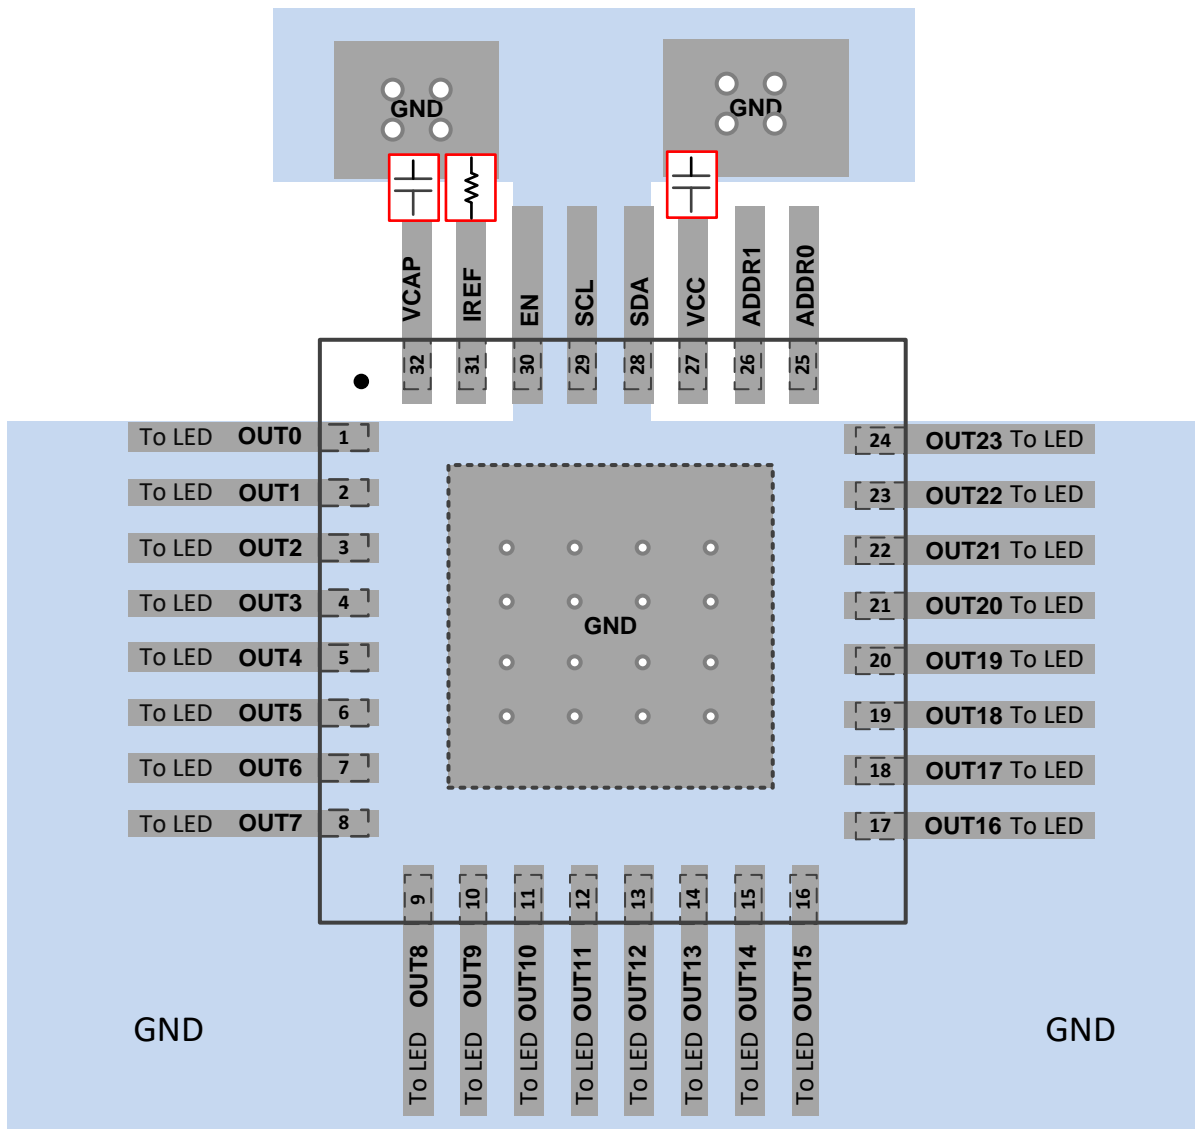 GND
GND
VCAP
IREF
EN
SCL
SDA
VCC
ADDR1
ADDR0
32
31
30
29
28
27
26
25
To LED OUT0 1
24 OUT23 To LED
To LED OUT1 2
23 OUT22 To LED
To LED OUT2 3
22 OUT21 To LED
To LED OUT3 4
21 OUT20 To LED
GND
To LED OUT4 5
20 OUT19 To LED
To LED OUT5 6
19 OUT18 To LED
To LED OUT6 7
18 OUT17 To LED
To LED OUT7 8
17 OUT16 To LED
To LED OUT8 9
To LED OUT9 10
To LED OUT10 11
To LED OUT11 12
To LED OUT12 13
To LED OUT13 14
To LED OUT14 15
To LED OUT15 16
GND
GND